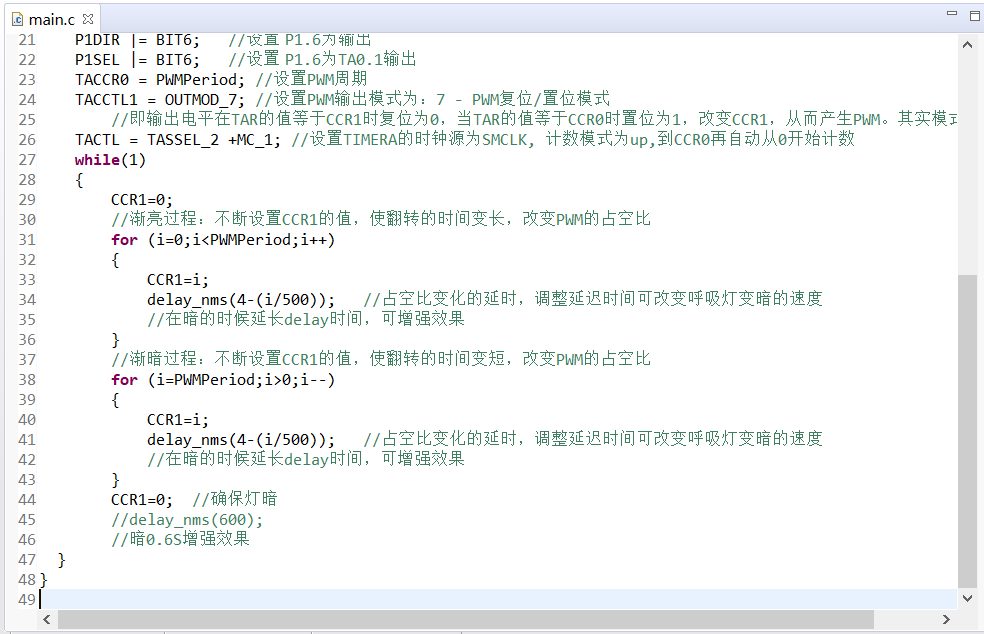 main.c
21 P1DIR |= BIT6; //设置 P1.6为输出
22 P1SEL |= BIT6; //设置 P1.6为TA0.1输出
23 TACCR0 = PWMPeriod; //设置PWM周期
24 TACCTL1 = OUTMOD_7; //设置PWM输出模式为：7 - PWM复位/置位模式
25 //即输出电平在TAR的值等于CCR1时复位为0，当TAR的值等于CCR0时置位为1，改变CCR1，从而产生PWM。其实模式
26 TACTL = TASSEL_2 +MC_1; //设置TIMERA的时钟源为SMCLK, 计数模式为up,到CCR0再自动从0开始计数
27 while(1)
28 {
29 CCR1=0;
30 //渐亮过程：不断设置CCR1的值，使翻转的时间变长，改变PWM的占空比
31 for (i=0;i<PWMPeriod;i++)
32 {
33 CCR1=i;
34 delay_nms(4-(i/500)); //占空比变化的延时，调整延迟时间可改变呼吸灯变暗的速度
35 //在暗的时候延长delay时间，可增强效果
36 }
37 //渐暗过程：不断设置CCR1的值，使翻转的时间变短，改变PWM的占空比
38 for (i=PWMPeriod;i>0;i--)
39 {
40 CCR1=i;
41 delay_nms(4-(i/500)); //占空比变化的延时，调整延迟时间可改变呼吸灯变暗的速度
42 //在暗的时候延长delay时间，可增强效果
43 }
44 CCR1=0; //确保灯暗
45 //delay_nms(600);
46 //暗0.6S增强效果
47 }
48 }
49